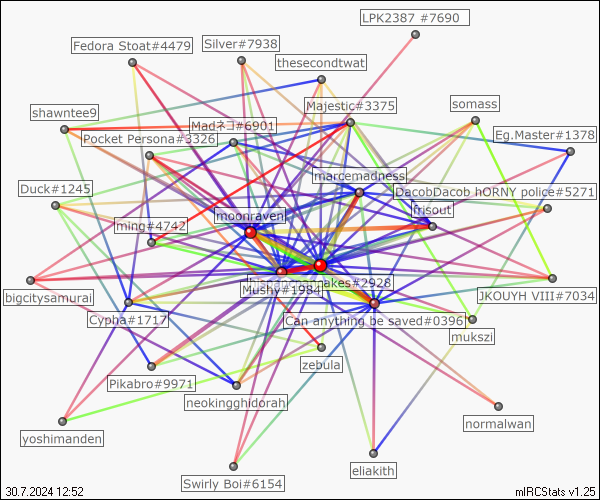 LPK2387 #7690
Fedora Stoat#4479
Silver#7938
thesecondtwat
shawntee9
Majestic#3375
somass
Madネコ#6901
Pocket Persona#3326
Eg.Master#1378
marcemadness
Duck#1245
DacobDacob hORNY police#5271
moonraven
frisout
ming#4742
akes#2928
Mushy#1984
bigcitysamurai
JKOUYH VIII#7034
Cypha#1717
Can anything be saved#0396
mukszi
zebula
Pikabro#9971
neokingghidorah
normalwan
yoshimanden
eliakith
Swirly Boi#6154
30.7.2024 12:52
mIRCStats v1.25